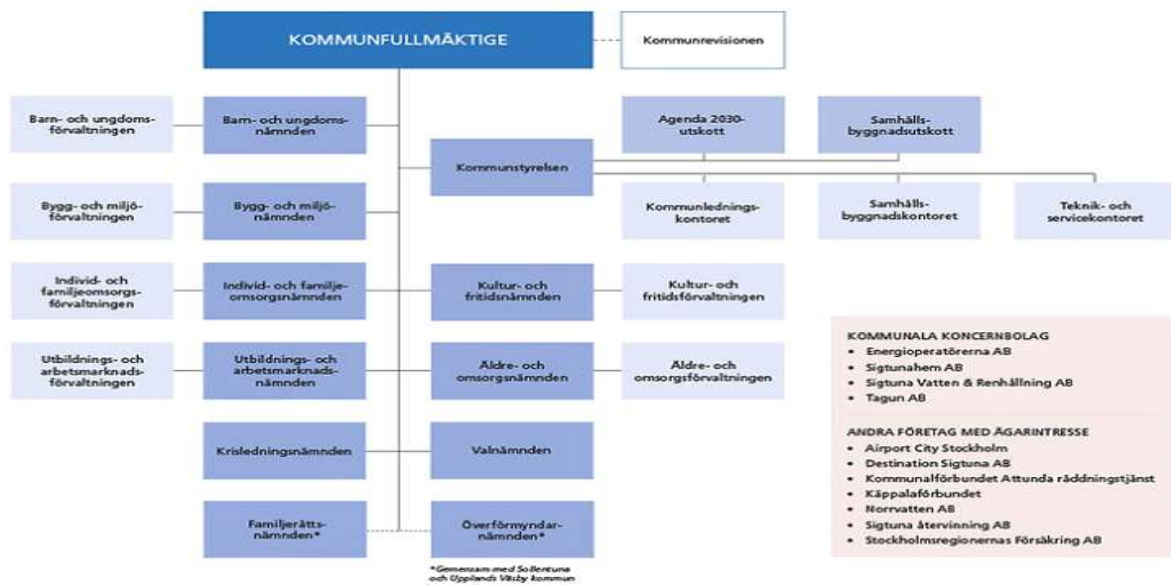 KOMMUNFULLMÄKTIGE
Kommunrevisionen
Barn- och ungdoms-
förvaltningen
Barn- och ungdoms-
nämnden
Agenda 2030-
utskott
Samhälls-
byggnadsutskott
Kommunstyrelsen
Bygg- och miljö-
förvaltningen
Bygg- och miljö-
nämnden
Kommunlednings-
kontoret
Samhälls-
byggnadskontoret
Teknik- och
servicekontoret
Individ- och
familjeomsorgs-
förvaltningen
Individ- och familje-
omsorgsnämnden
Kultur- och
fritidsnämnden
Kultur- och
fritidsförvaltningen
Utbildnings- och
arbetsmarknads-
förvaltningen
Utbildnings- och
arbetsmarknads-
nämnden
Äldre- och
omsorgsnämnden
Äldre- och
omsorgsförvaltningen
Krisledningsnämnden
Valnämnden
Familjerätts-
nämnden*
Överförmyndar-
nämnden*
*Gemensam med Sollentuna
och Upplands Väsby kommun
KOMMUNALA KONCERNBOLAG
• Energioperatörerna AB
• Sigtunahem AB
• Sigtuna Vatten & Renhållning AB
• Tagun AB
ANDRA FÖRETAG MED ÄGARINTRESSE
• Airport City Stockholm
• Destination Sigtuna AB
• Kommunalförbundet Attunda räddningstjänst
• Käppalaförbundet
• Norrvatten AB
• Sigtuna återvinning AB
• Stockholmsregionernas Försäkring AB